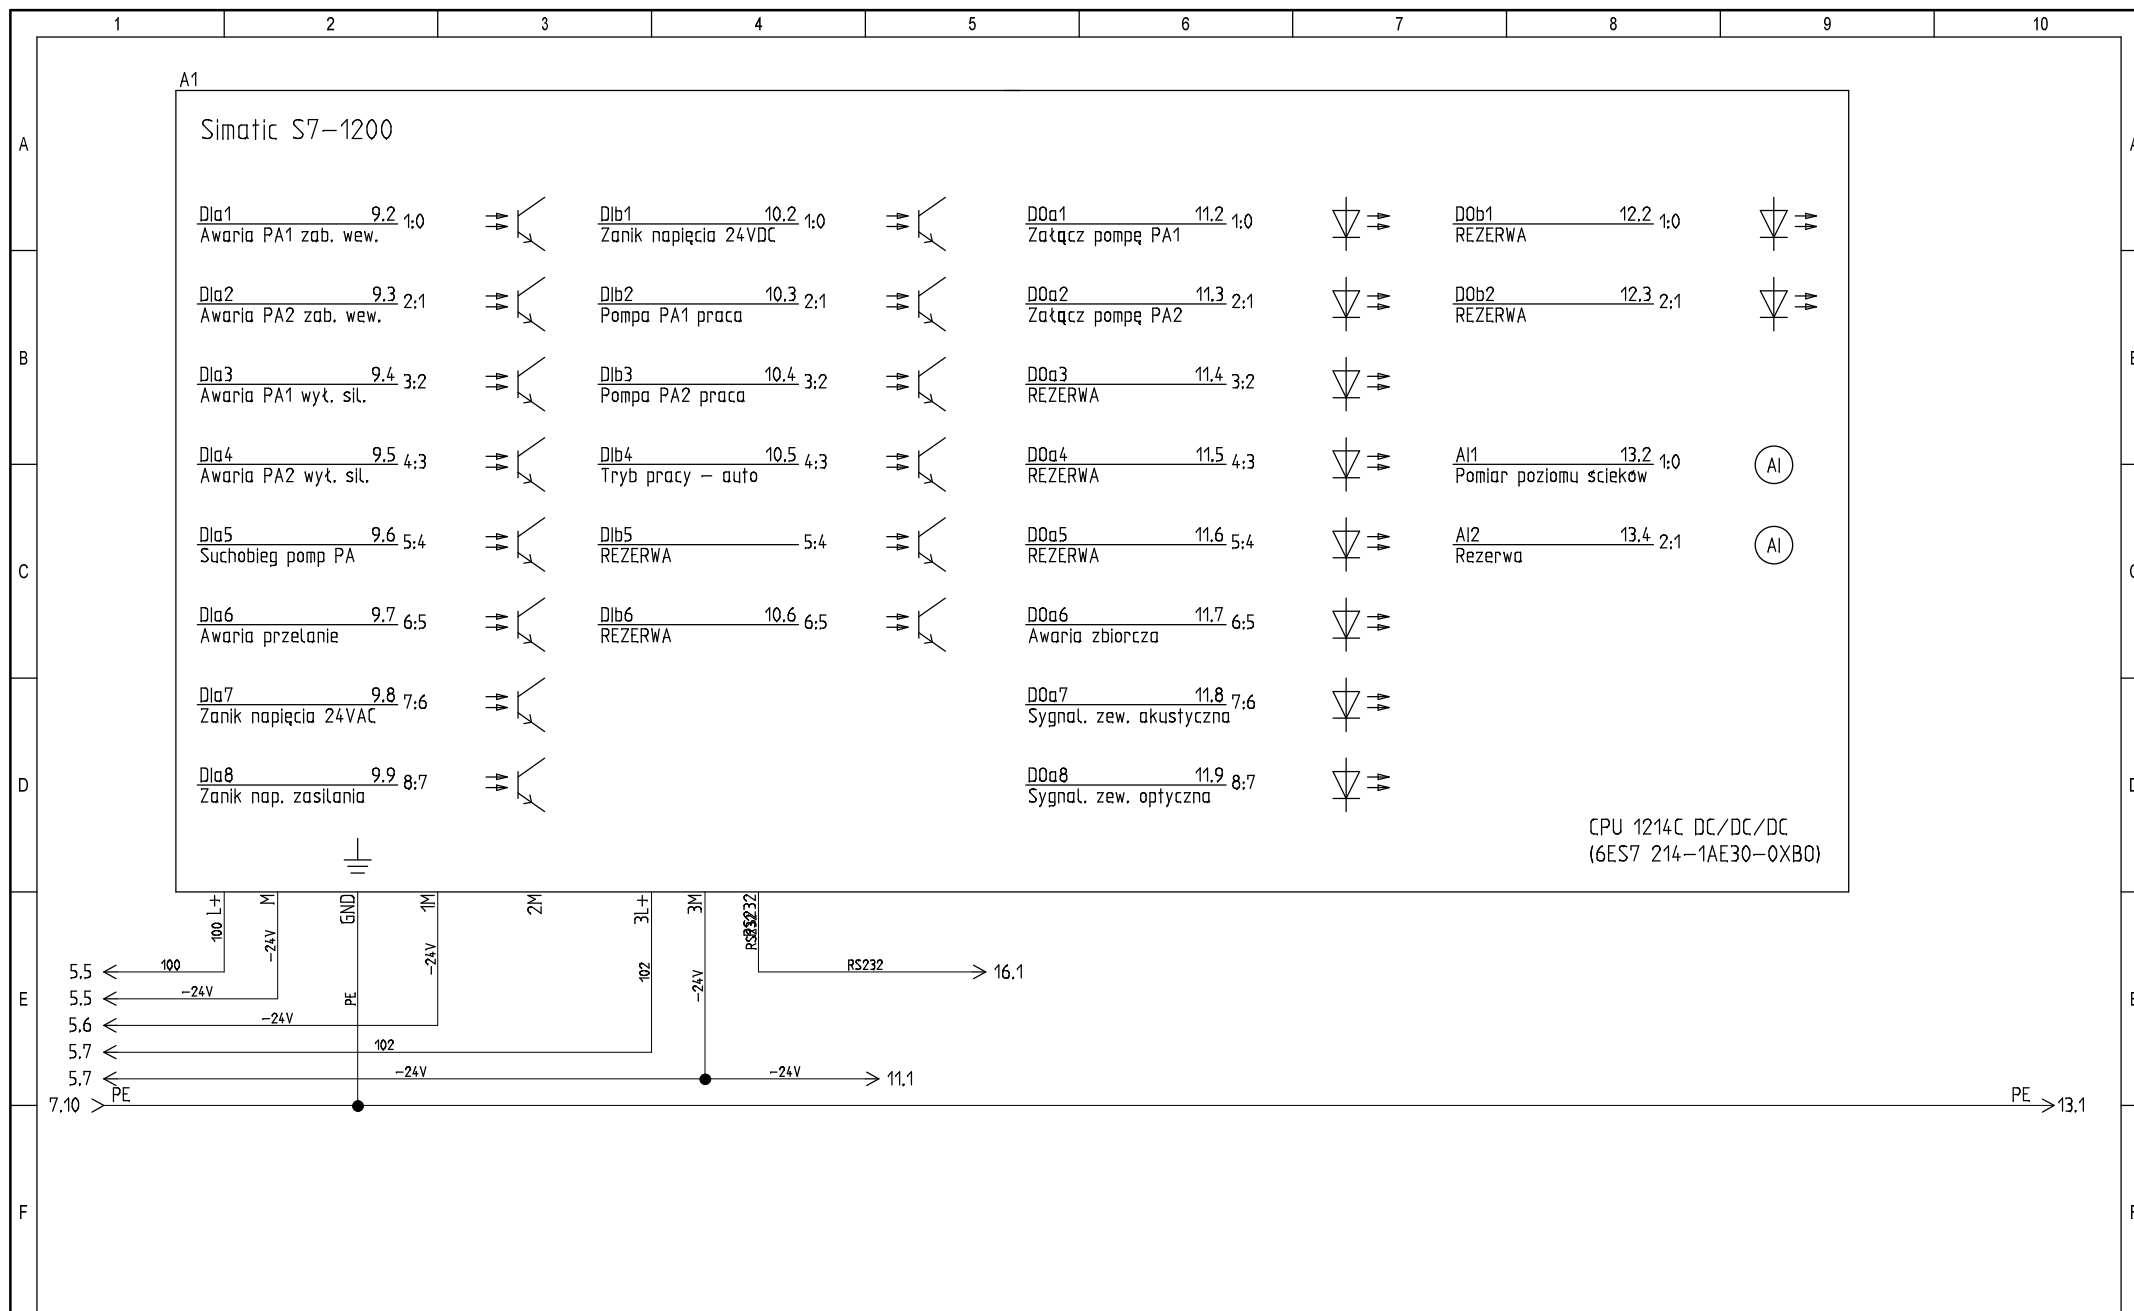 1 2 3 4 5 6 7 8 9 10
A1
A
Simatic S7-1200
DIa1 9.2 1:0
Awaria PA1 zab. wew.
DIb1 10.2 1:0
Zanik napięcia 24VDC
DOa1 11.2 1:0
Załącz pompę PA1
DOb1 12.2 1:0
REZERWA
DIa2 9.3 2:1
Awaria PA2 zab. wew.
DIb2 10.3 2:1
Pompa PA1 praca
DOa2 11.3 2:1
Załącz pompę PA2
DOb2 12.3 2:1
REZERWA
B
DIa3 9.4 3:2
Awaria PA1 wył. sil.
DIb3 10.4 3:2
Pompa PA2 praca
DOa3 11.4 3:2
REZERWA
DIa4 9.5 4:3
Awaria PA2 wył. sil.
DIb4 10.5 4:3
Tryb pracy - auto
DOa4 11.5 4:3
REZERWA
AI1 13.2 1:0
Pomiar poziomu ścieków
AI
DIa5 9.6 5:4
Suchobieg pomp PA
DIb5 5:4
REZERWA
DOa5 11.6 5:4
REZERWA
AI2 13.4 2:1
Rezerwa
AI
C
DIa6 9.7 6:5
Awaria przelanie
DIb6 10.6 6:5
REZERWA
DOa6 11.7 6:5
Awaria zbiorcza
DIa7 9.8 7:6
Zanik napięcia 24VAC
DOa7 11.8 7:6
Sygnal. zew. akustyczna
D
DIa8 9.9 8:7
Zanik nap. zasilania
DOa8 11.9 8:7
Sygnal. zew. optyczna
CPU 1214C DC/DC/DC
(6ES7 214-1AE30-0XB0)
L+ M GND 1M 2M 3L+ 3M RS232
100 -24V PE -24V 102 -24V RS232
5.5 100 RS232 16.1
E
5.5 -24V
5.6 -24V
5.7 102
5.7 -24V -24V 11.1
7.10 PE PE 13.1
F